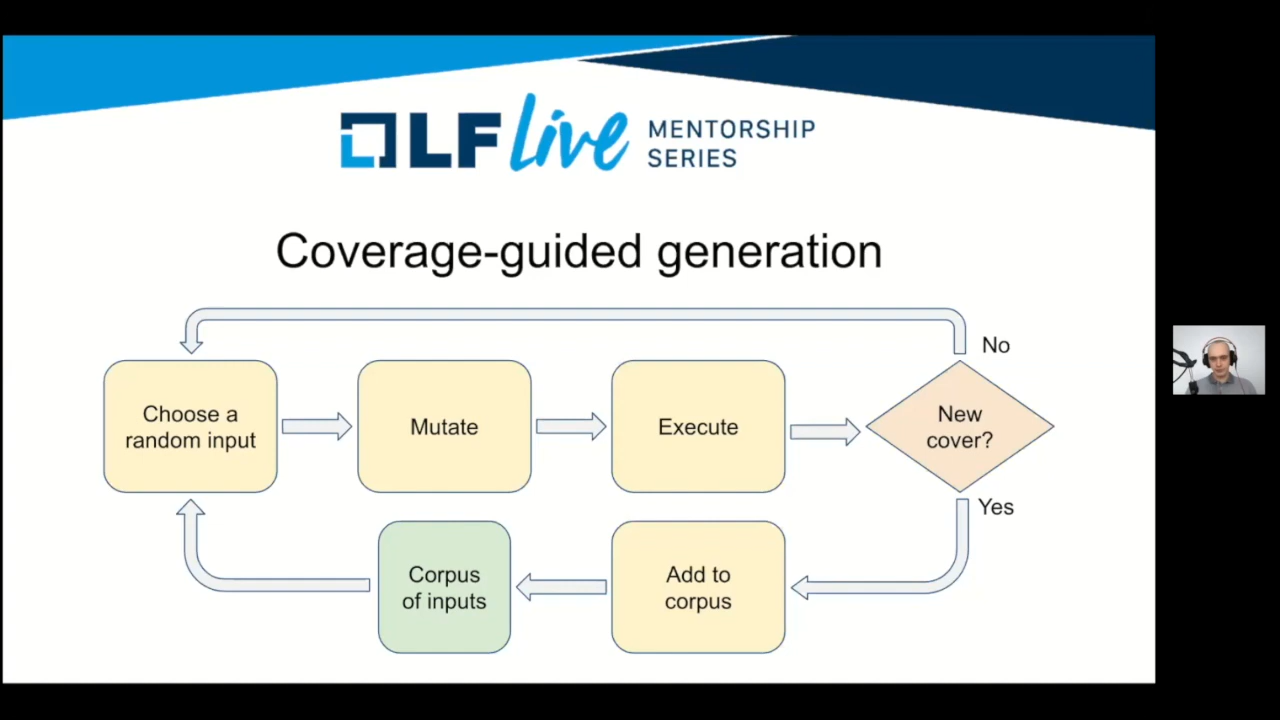 LF Live MENTORSHIP
SERIES
Coverage-guided generation
No
Choose a
random input
Mutate
Execute
New
cover?
Yes
Corpus
of inputs
Add to
corpus